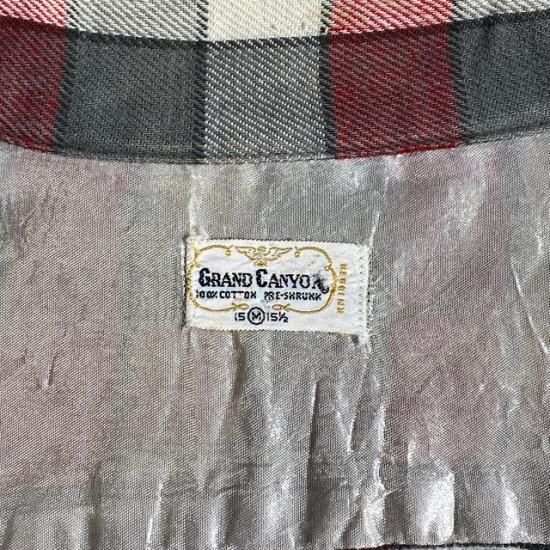 GRAND CANYON
100% COTTON PRE-SHRUNK
15 M 15½